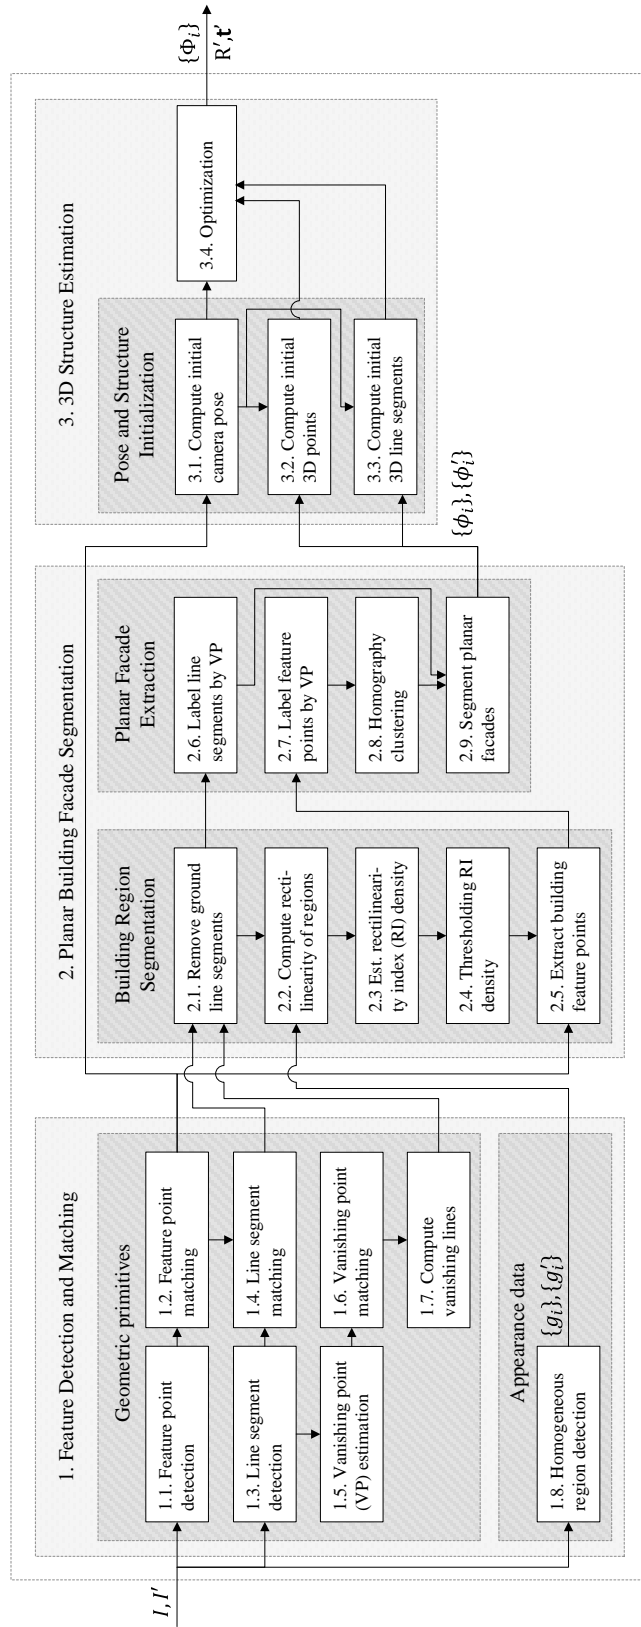 I, I′
1. Feature Detection and Matching
Geometric primitives
1.1. Feature point
detection
1.2. Feature point
matching
1.3. Line segment
detection
1.4. Line segment
matching
1.5. Vanishing point
(VP) estimation
1.6. Vanishing point
matching
1.7. Compute
vanishing lines
Appearance data
1.8. Homogeneous
region detection
{g_i},{g′_i}
2. Planar Building Facade Segmentation
Building Region
Segmentation
2.1. Remove ground
line segments
2.2. Compute recti-
linearity of regions
2.3 Est. rectilineari-
ty index (RI) density
2.4. Thresholding RI
density
2.5. Extract building
feature points
Planar Facade
Extraction
2.6. Label line
segments by VP
2.7. Label feature
points by VP
2.8. Homography
clustering
2.9. Segment planar
facades
{ϕ_i},{ϕ′_i}
3. 3D Structure Estimation
Pose and Structure
Initialization
3.1. Compute initial
camera pose
3.2. Compute initial
3D points
3.3. Compute initial
3D line segments
3.4. Optimization
{Φ_i}
R′,t′